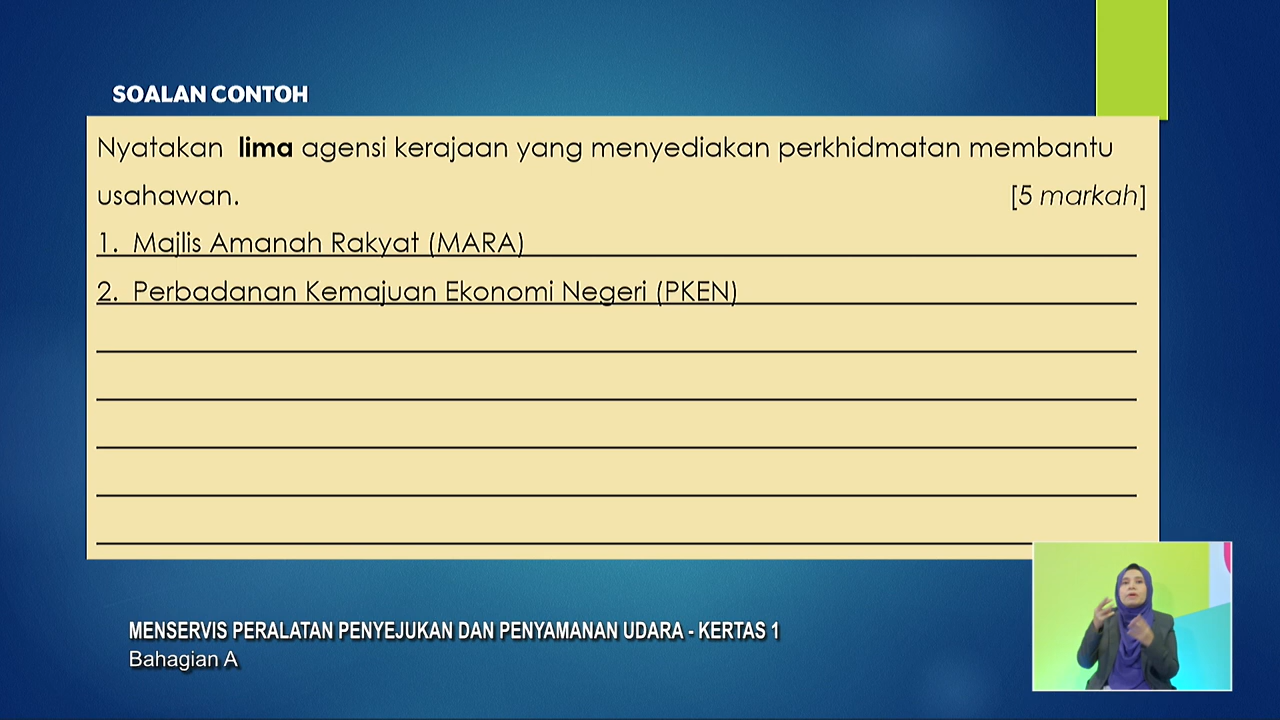 SOALAN CONTOH
Nyatakan lima agensi kerajaan yang menyediakan perkhidmatan membantu
usahawan. [5 markah]
1. Majlis Amanah Rakyat (MARA)
2. Perbadanan Kemajuan Ekonomi Negeri (PKEN)
MENSERVIS PERALATAN PENYEJUKAN DAN PENYAMANAN UDARA - KERTAS 1
Bahagian A